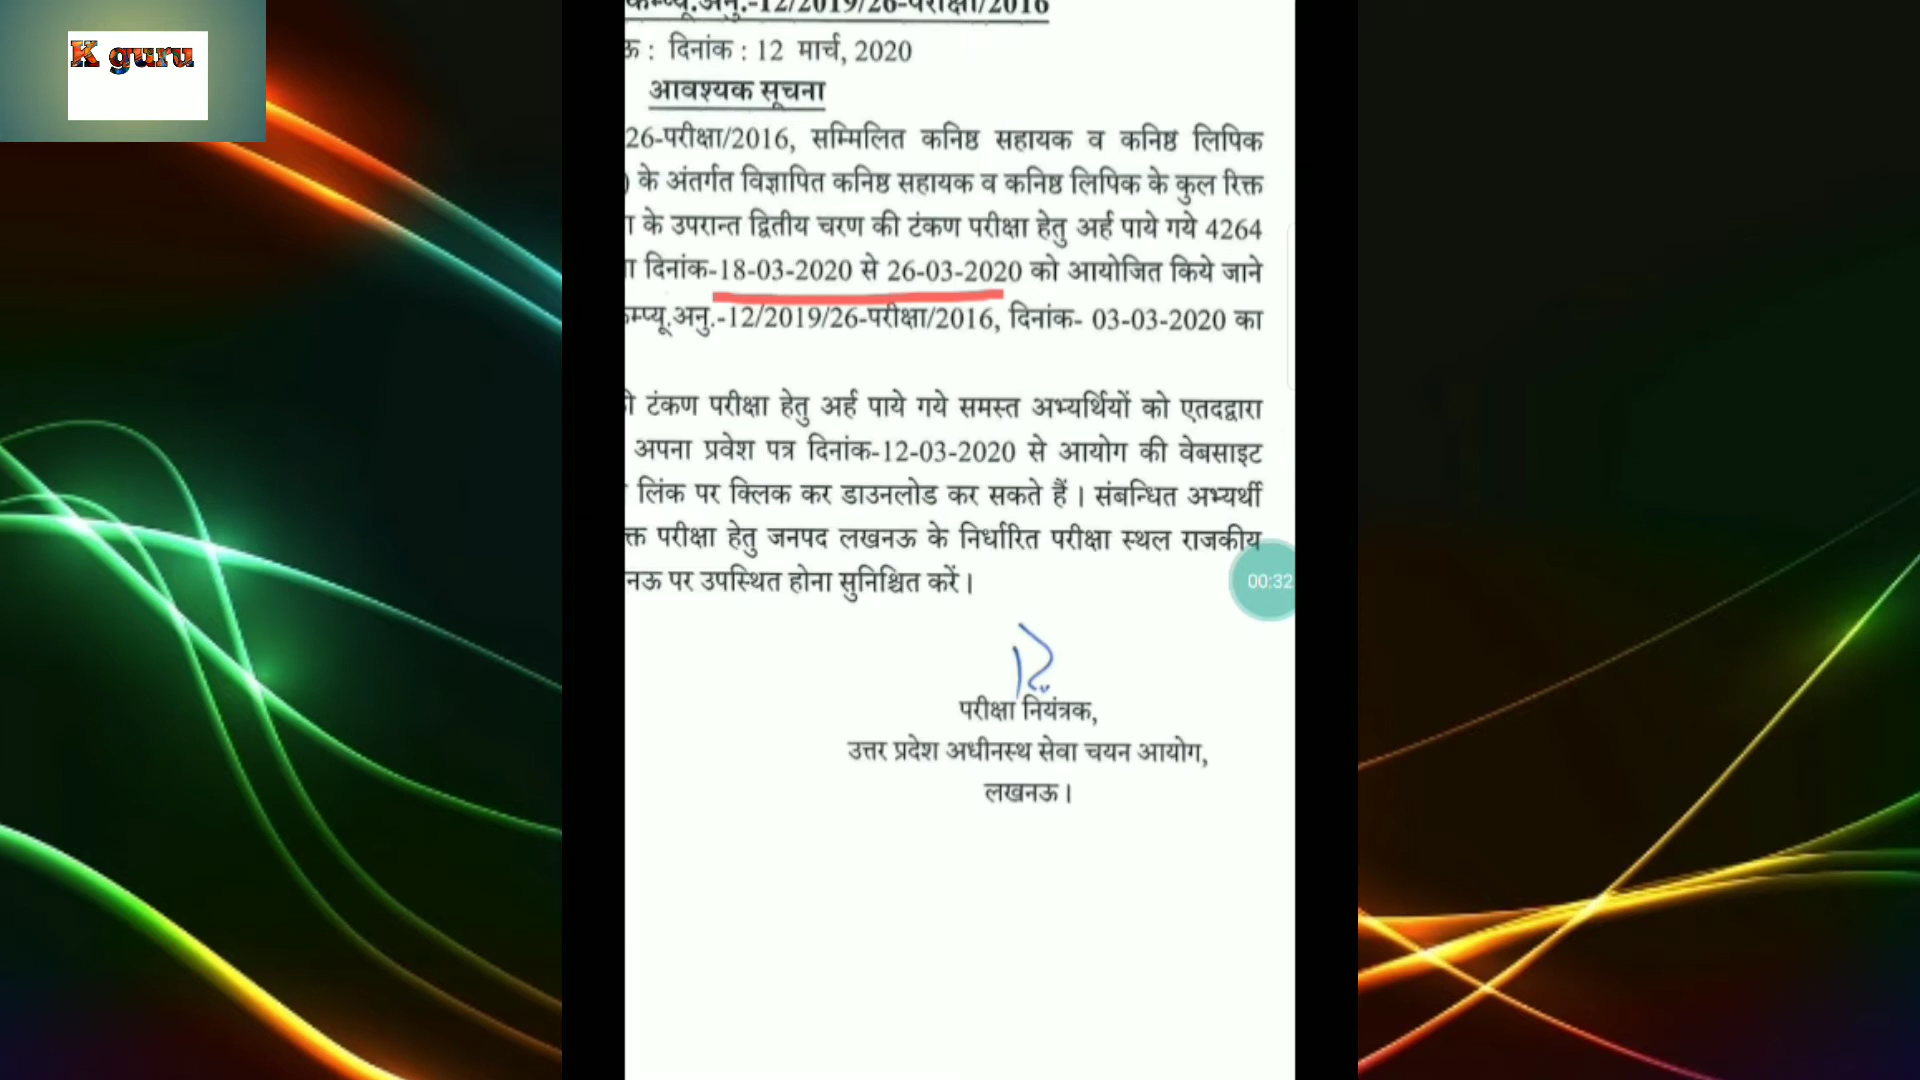 K guru
कम्प्यू.अनु.-12/2019/26-परीक्षा/2016
दिनांक : 12 मार्च, 2020
आवश्यक सूचना
26-परीक्षा/2016, सम्मिलित कनिष्ठ सहायक व कनिष्ठ लिपिक
) के अंतर्गत विज्ञापित कनिष्ठ सहायक व कनिष्ठ लिपिक के कुल रिक्त
के उपरान्त द्वितीय चरण की टंकण परीक्षा हेतु अर्ह पाये गये 4264
दिनांक-18-03-2020 से 26-03-2020 को आयोजित किये जाने
कम्प्यू.अनु.-12/2019/26-परीक्षा/2016, दिनांक- 03-03-2020 का
टंकण परीक्षा हेतु अर्ह पाये गये समस्त अभ्यर्थियों को एतदद्वारा
अपना प्रवेश पत्र दिनांक-12-03-2020 से आयोग की वेबसाइट
लिंक पर क्लिक कर डाउनलोड कर सकते हैं । संबन्धित अभ्यर्थी
परीक्षा हेतु जनपद लखनऊ के निर्धारित परीक्षा स्थल राजकीय
पर उपस्थित होना सुनिश्चित करें ।
00:32
परीक्षा नियंत्रक,
उत्तर प्रदेश अधीनस्थ सेवा चयन आयोग,
लखनऊ ।